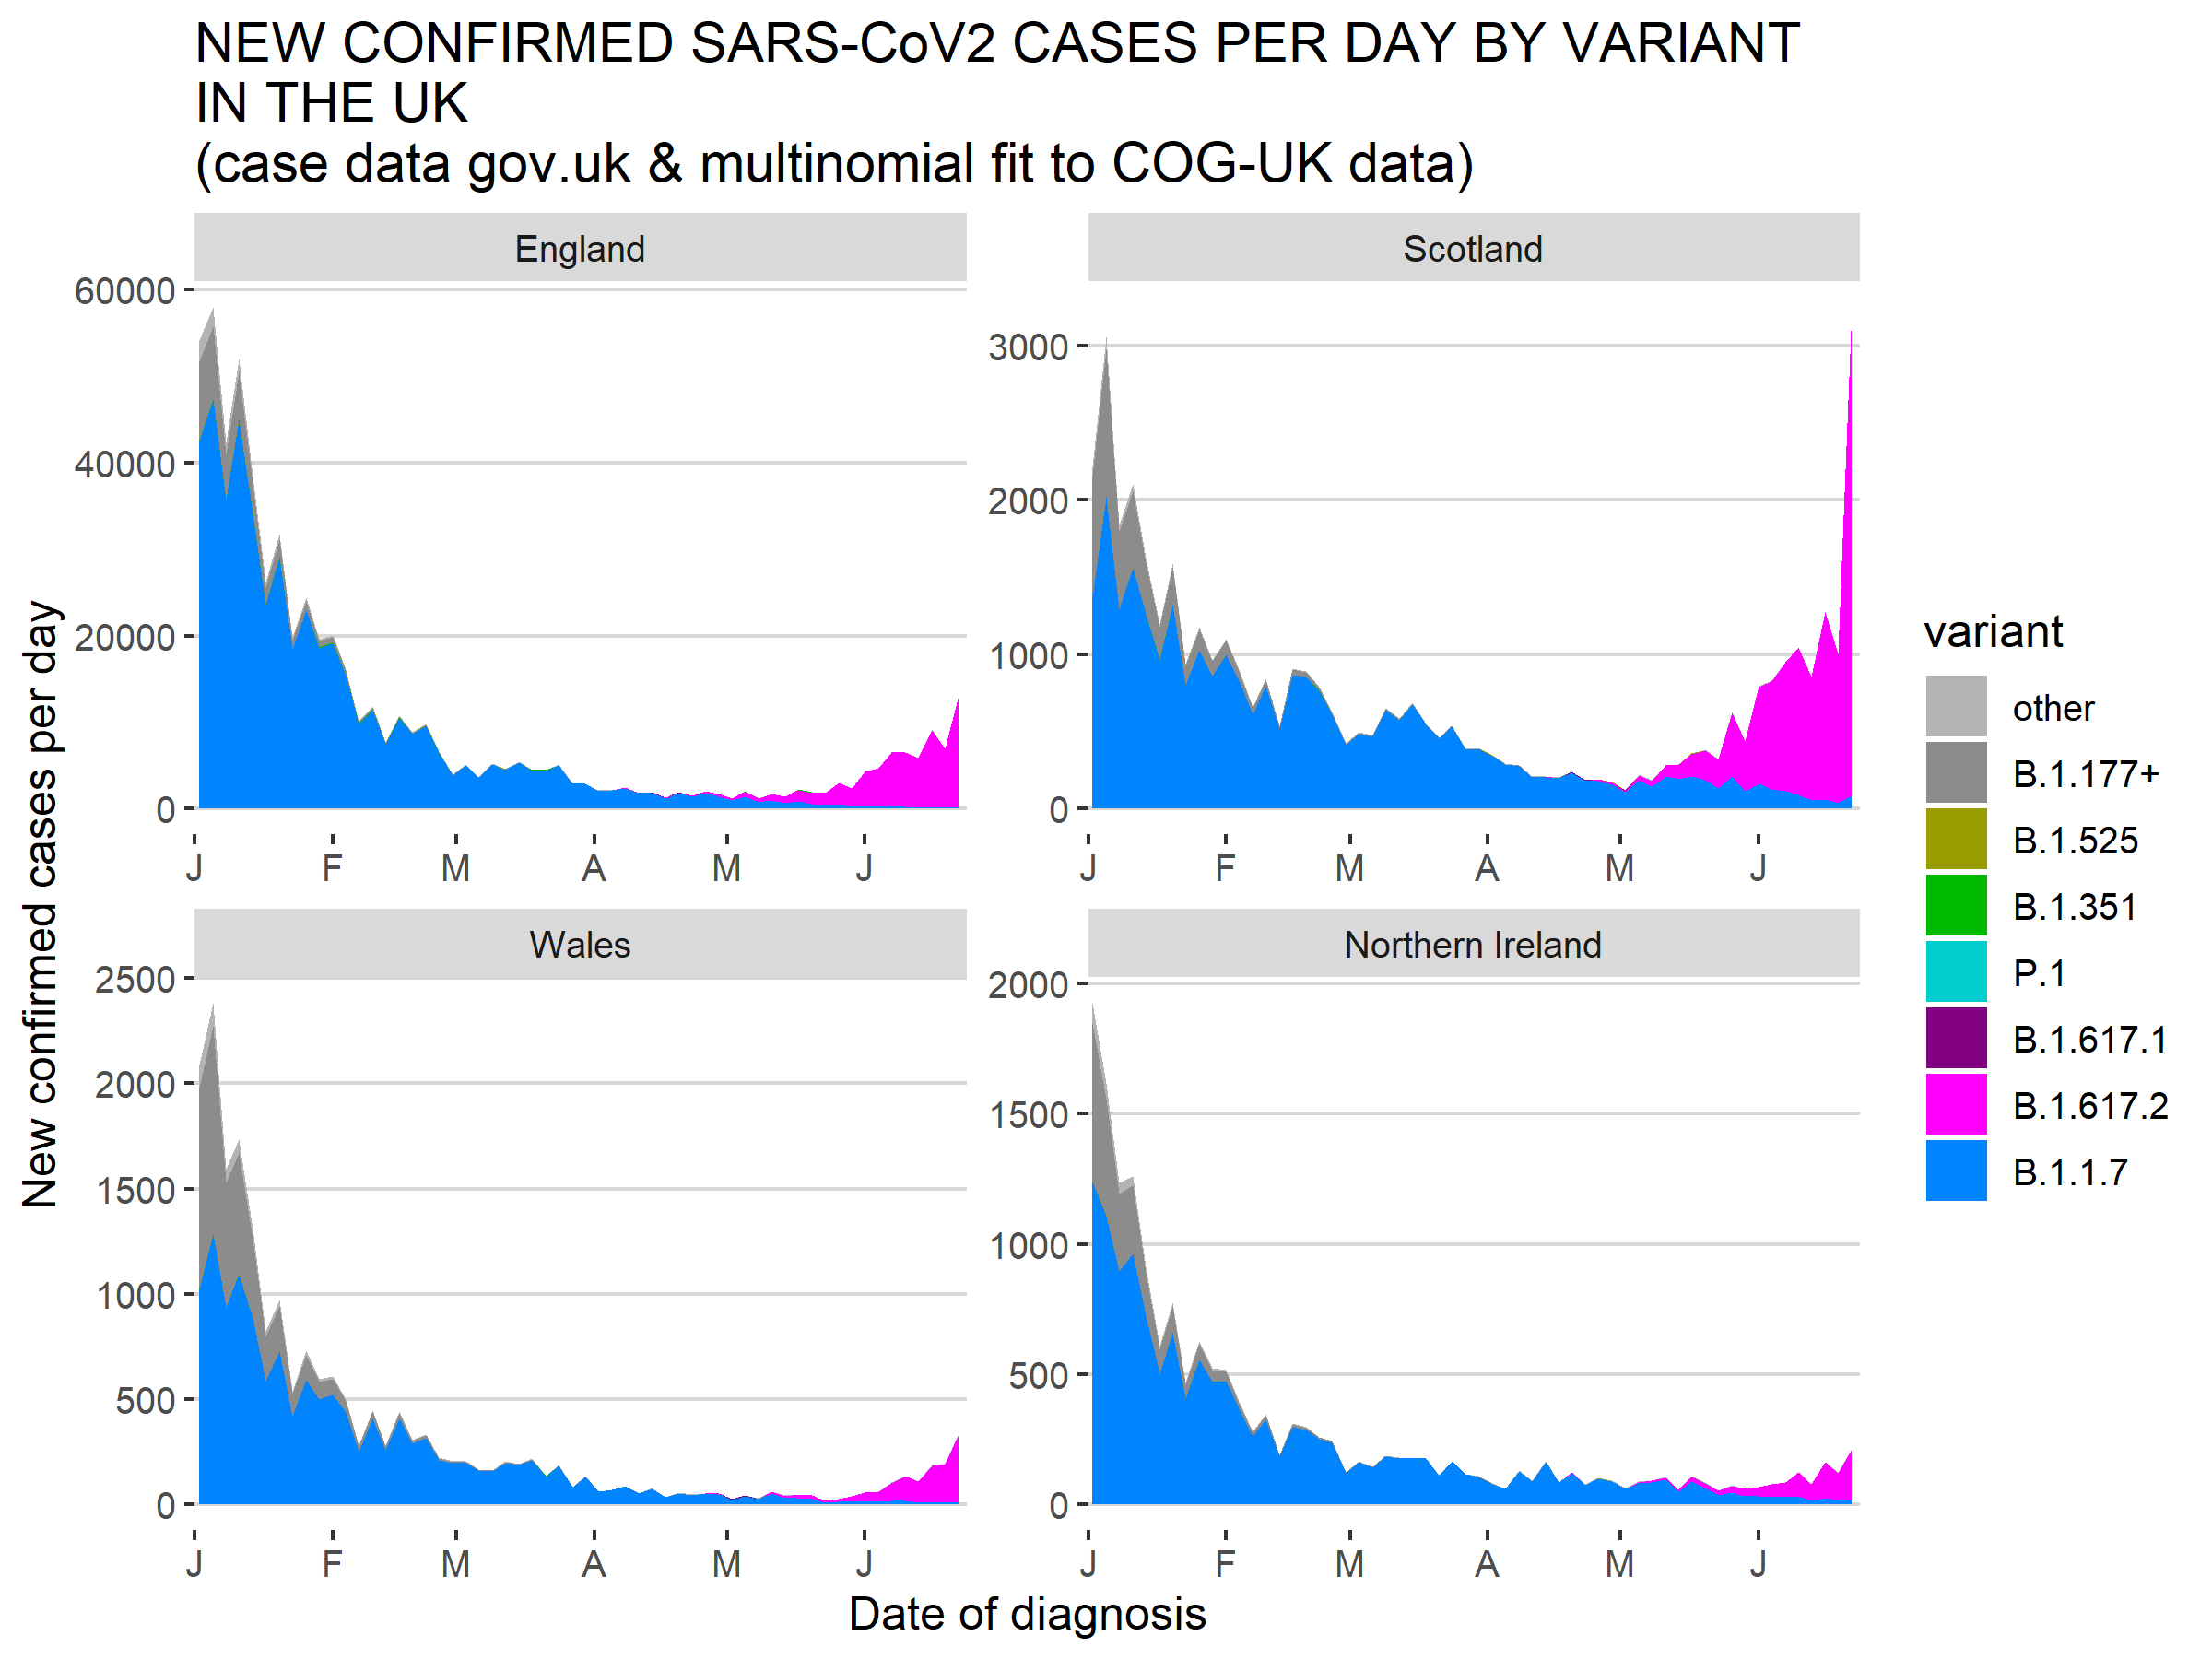 NEW CONFIRMED SARS-CoV2 CASES PER DAY BY VARIANT
IN THE UK
(case data gov.uk & multinomial fit to COG-UK data)
New confirmed cases per day
England
60000
40000
20000
0
J F M A M J
Scotland
3000
2000
1000
0
J F M A M J
Wales
2500
2000
1500
1000
500
0
J F M A M J
Northern Ireland
2000
1500
1000
500
0
J F M A M J
Date of diagnosis
variant
other
B.1.177+
B.1.525
B.1.351
P.1
B.1.617.1
B.1.617.2
B.1.1.7